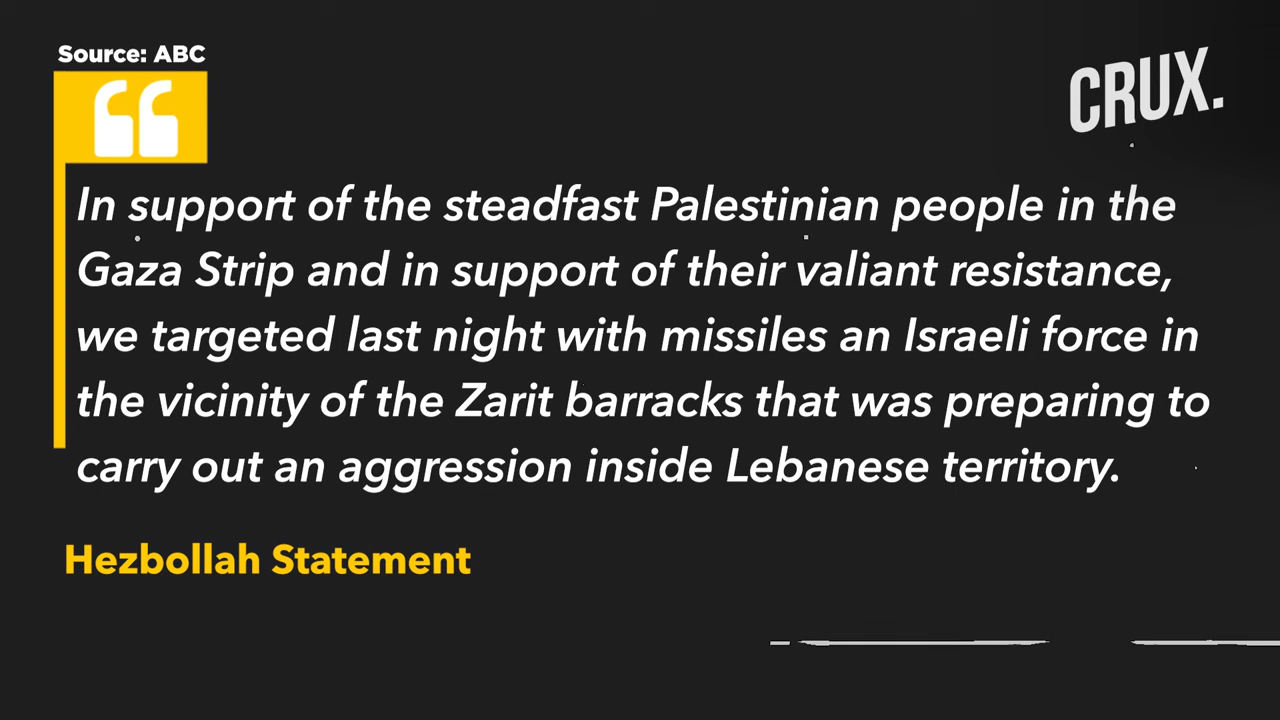 Source: ABC
CRUX.
In support of the steadfast Palestinian people in the
Gaza Strip and in support of their valiant resistance,
we targeted last night with missiles an Israeli force in
the vicinity of the Zarit barracks that was preparing to
carry out an aggression inside Lebanese territory.
Hezbollah Statement